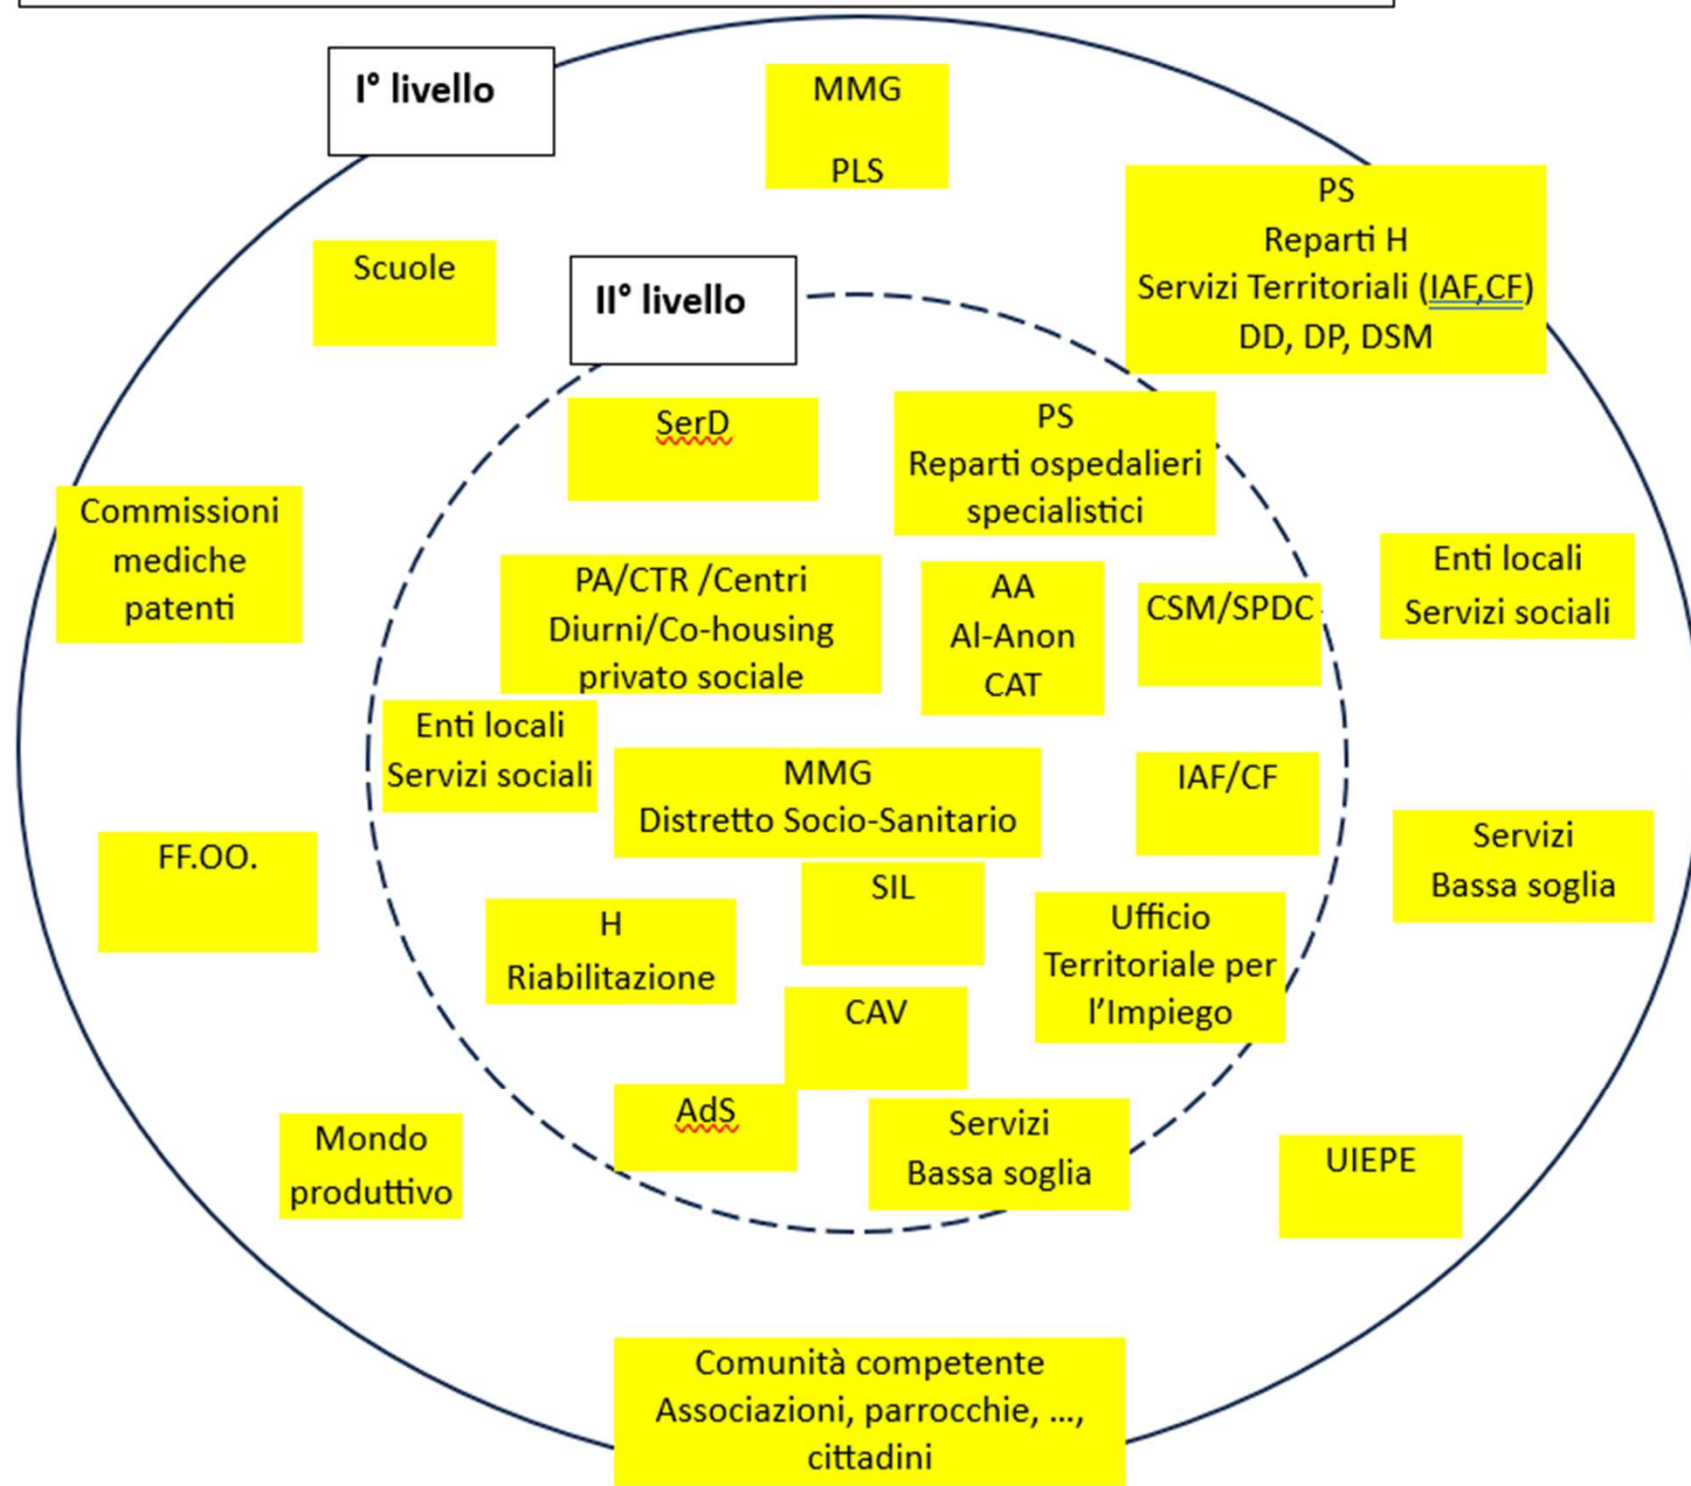 I° livello
MMG
PLS
PS
Reparti H
Servizi Territoriali (IAF,CF)
DD, DP, DSM
Scuole
II° livello
SerD
PS
Reparti ospedalieri
specialistici
Commissioni
mediche
patenti
PA/CTR /Centri
Diurni/Co-housing
privato sociale
AA
Al-Anon
CAT
CSM/SPDC
Enti locali
Servizi sociali
Enti locali
Servizi sociali
MMG
Distretto Socio-Sanitario
IAF/CF
FF.OO.
Servizi
Bassa soglia
SIL
H
Riabilitazione
Ufficio
Territoriale per
l’Impiego
CAV
AdS
Servizi
Bassa soglia
Mondo
produttivo
UIEPE
Comunità competente
Associazioni, parrocchie, …,
cittadini